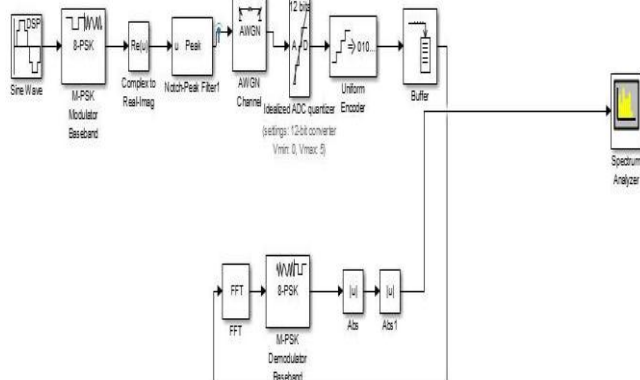 12 bits
DSP
8-PSK
Re(u)
u Peak
AWGN
A D
010...
Sine Wave
M-PSK
Modulator
Baseband
Complex to
Real-Imag
Notch-Peak Filter1
AWGN
Channel
Idealized ADC quantizer
(settings: 12-bit converter
Vmin: 0, Vmax: 5)
Uniform
Encoder
Buffer
Spectrum
Analyzer
FFT
8-PSK
|u|
|u|
FFT
M-PSK
Demodulator
Baseband
Abs
Abs1